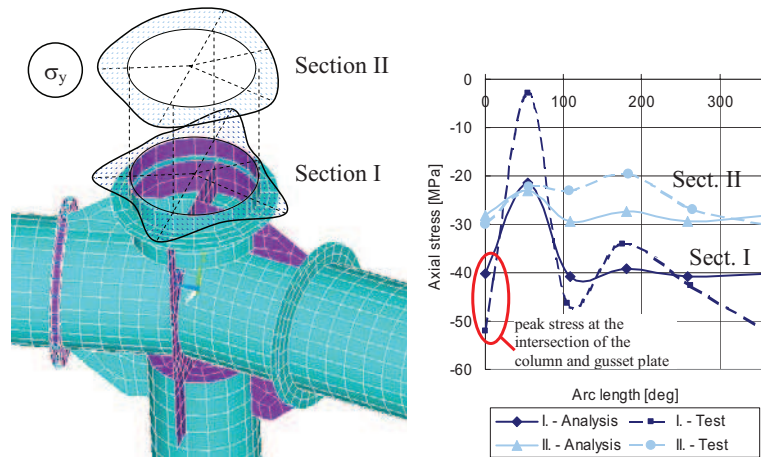 σy
Section II
Section I
0
-10
-20
-30
-40
-50
-60
0
100
200
300
Axial stress [MPa]
Sect. II
Sect. I
peak stress at the
intersection of the
column and gusset plate
Arc length [deg]
I. - Analysis
I. - Test
II. - Analysis
II. - Test